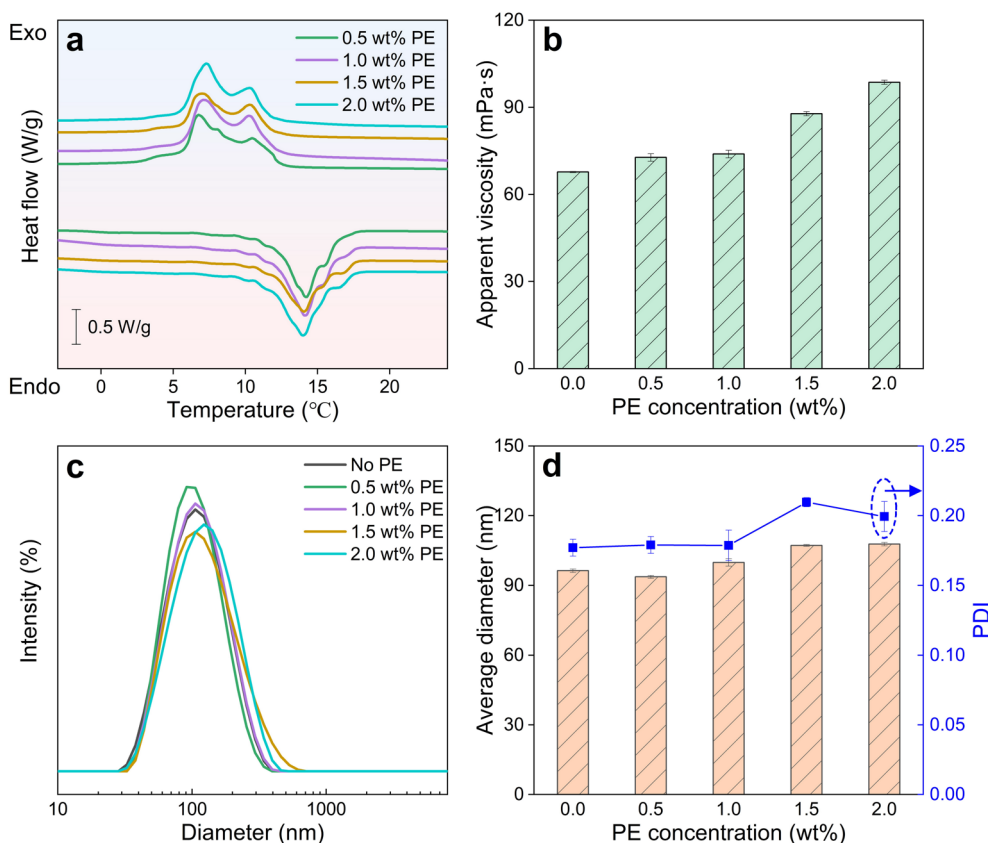 a
Exo
Heat flow (W/g)
Endo
0.5 wt% PE
1.0 wt% PE
1.5 wt% PE
2.0 wt% PE
0.5 W/g
0 5 10 15 20
Temperature (℃)
b
Apparent viscosity (mPa·s)
120
90
60
30
0
0.0 0.5 1.0 1.5 2.0
PE concentration (wt%)
c
Intensity (%)
No PE
0.5 wt% PE
1.0 wt% PE
1.5 wt% PE
2.0 wt% PE
10 100 1000
Diameter (nm)
d
Average diameter (nm)
150
120
90
60
30
0
0.25
0.20
0.15
0.10
0.05
0.00
PDI
0.0 0.5 1.0 1.5 2.0
PE concentration (wt%)